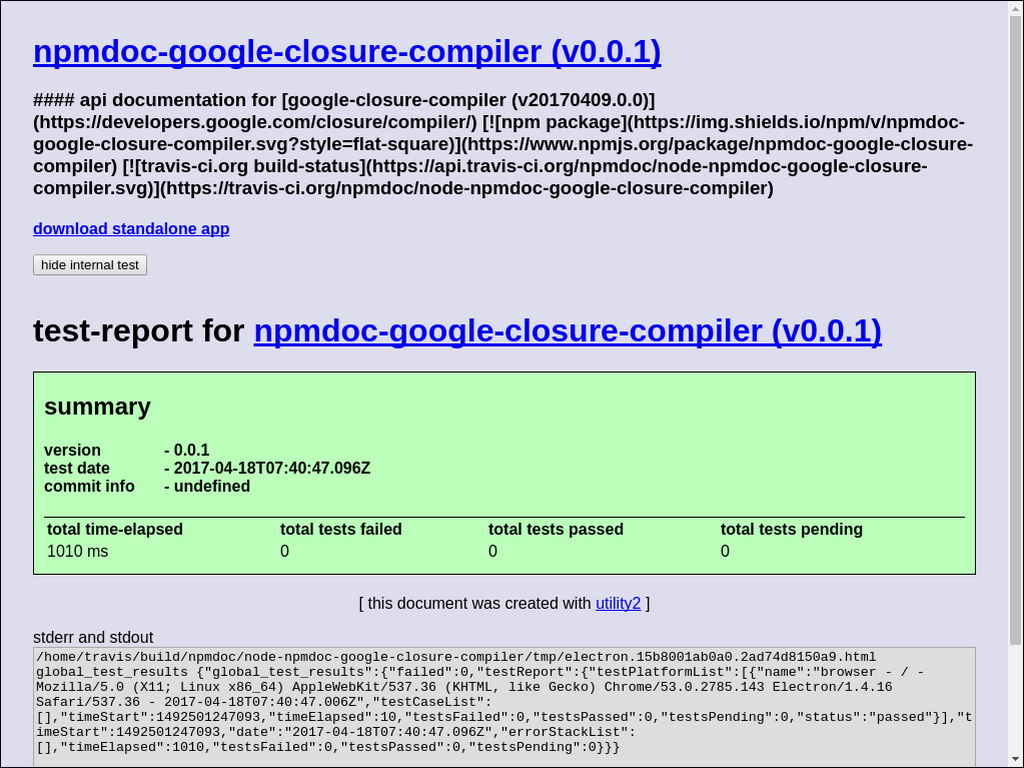 npmdoc-google-closure-compiler (v0.0.1)
#### api documentation for [google-closure-compiler (v20170409.0.0)]
(https://developers.google.com/closure/compiler/) [![npm package](https://img.shields.io/npm/v/npmdoc-
google-closure-compiler.svg?style=flat-square)](https://www.npmjs.org/package/npmdoc-google-closure-
compiler) [![travis-ci.org build-status](https://api.travis-ci.org/npmdoc/node-npmdoc-google-closure-
compiler.svg)](https://travis-ci.org/npmdoc/node-npmdoc-google-closure-compiler)
download standalone app
hide internal test
test-report for npmdoc-google-closure-compiler (v0.0.1)
summary
version - 0.0.1
test date - 2017-04-18T07:40:47.096Z
commit info - undefined
total time-elapsed total tests failed total tests passed total tests pending
1010 ms 0 0 0
[ this document was created with utility2 ]
stderr and stdout
/home/travis/build/npmdoc/node-npmdoc-google-closure-compiler/tmp/electron.15b8001ab0a0.2ad74d8150a9.html
global_test_results {"global_test_results":{"failed":0,"testReport":{"testPlatformList":[{"name":"browser - / -
Mozilla/5.0 (X11; Linux x86_64) AppleWebKit/537.36 (KHTML, like Gecko) Chrome/53.0.2785.143 Electron/1.4.16
Safari/537.36 - 2017-04-18T07:40:47.006Z","testCaseList":
[],"timeStart":1492501247093,"timeElapsed":10,"testsFailed":0,"testsPassed":0,"testsPending":0,"status":"passed"}],"t
imeStart":1492501247093,"date":"2017-04-18T07:40:47.096Z","errorStackList":
[],"timeElapsed":1010,"testsFailed":0,"testsPassed":0,"testsPending":0}}}